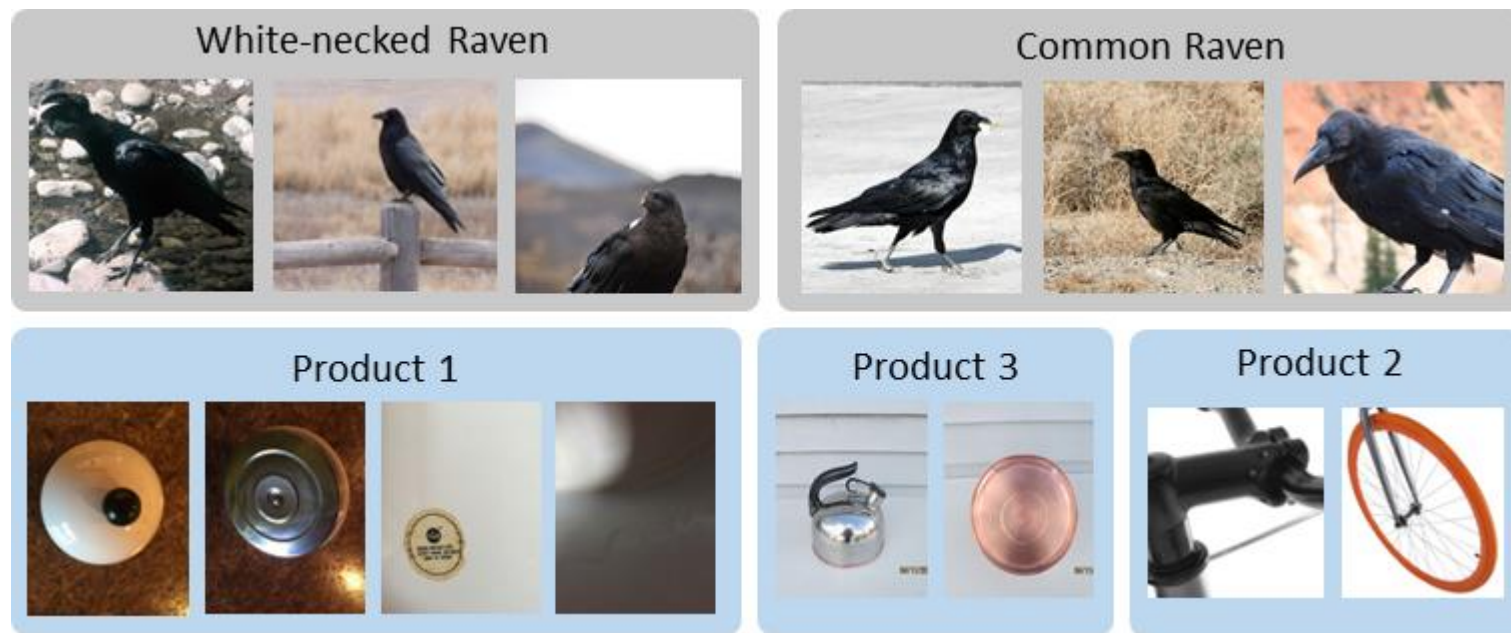 White-necked Raven
Common Raven
Product 1
Product 3
Product 2